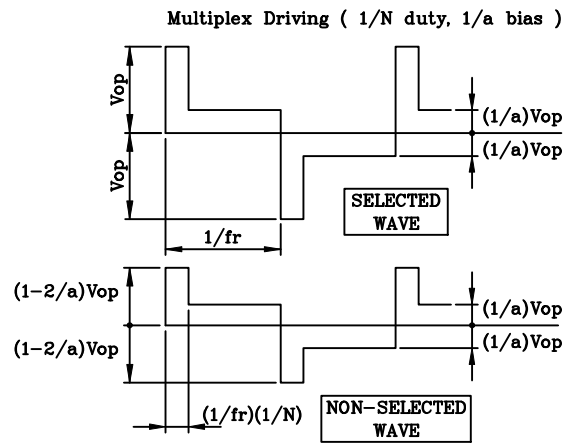 Multiplex Driving ( 1/N duty, 1/a bias )
Vop
(1/a)Vop
(1/a)Vop
Vop
SELECTED
WAVE
1/fr
(1-2/a)Vop
(1/a)Vop
(1-2/a)Vop
(1/a)Vop
(1/fr)(1/N)
NON-SELECTED
WAVE